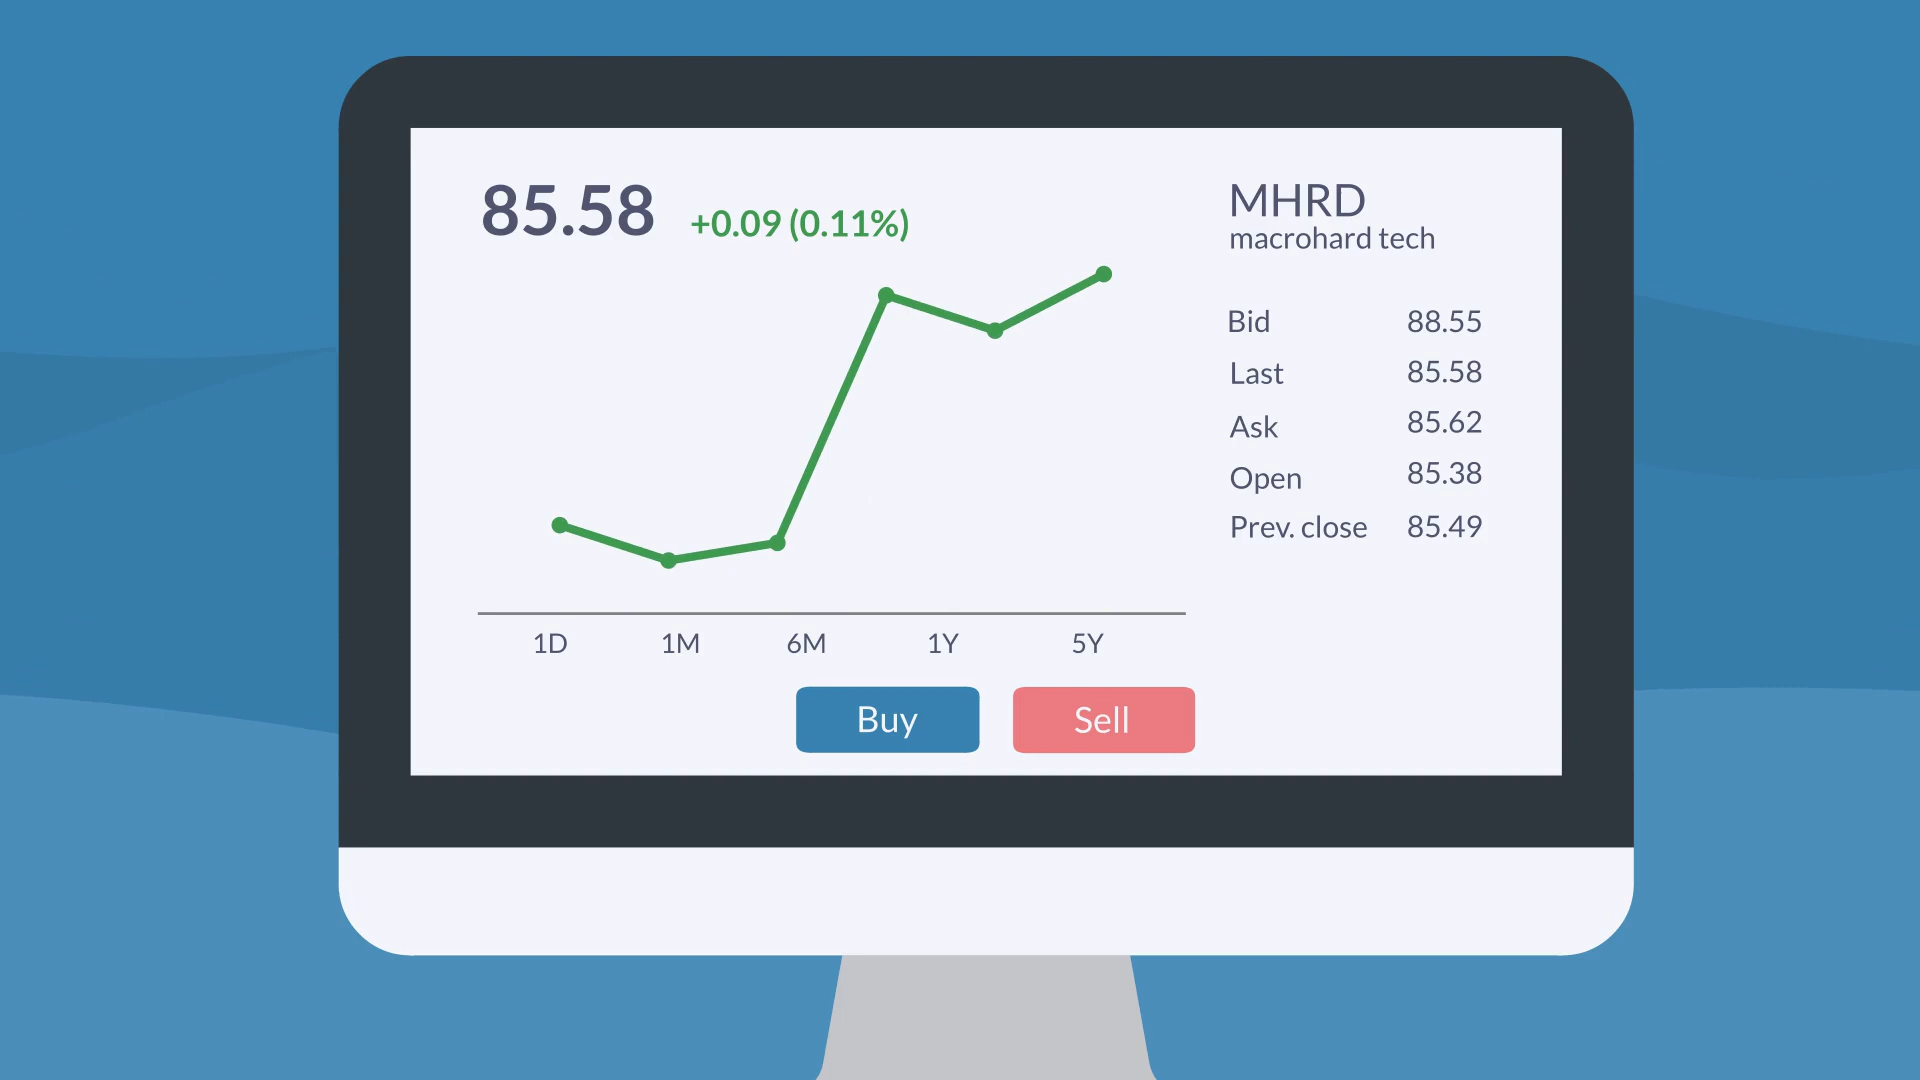 85.58 +0.09 (0.11%)
MHRD
macrohard tech
Bid 88.55
Last 85.58
Ask 85.62
Open 85.38
Prev. close 85.49
1D 1M 6M 1Y 5Y
Buy Sell